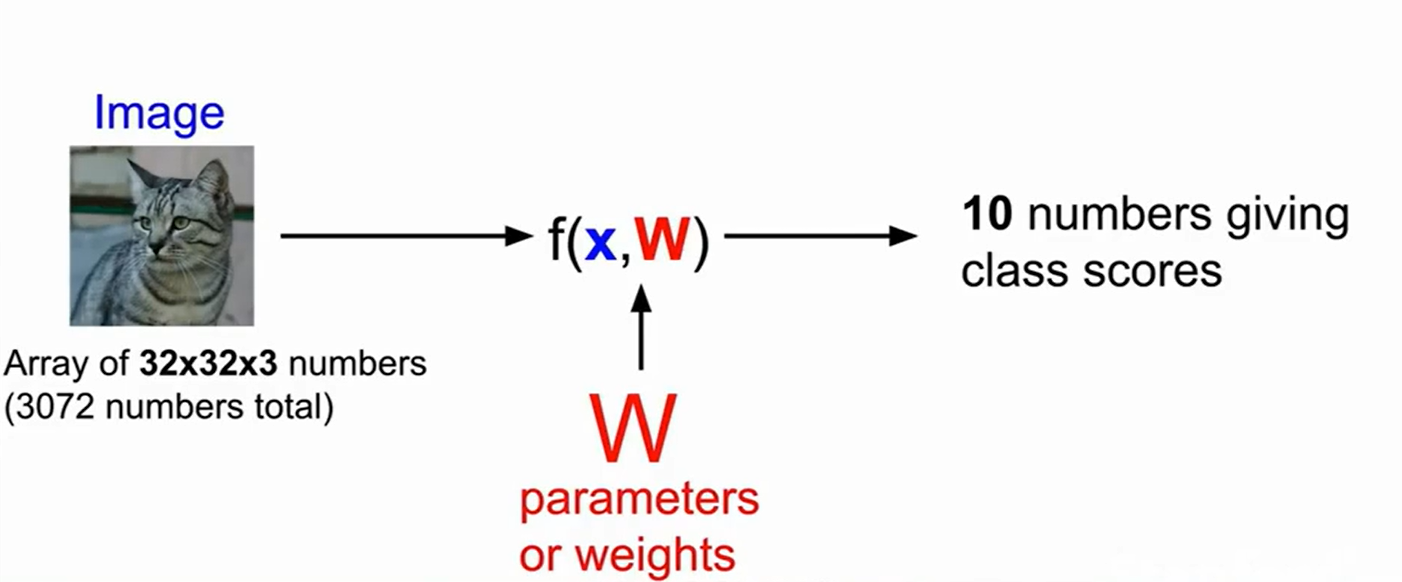 Image
f(x,W)
10 numbers giving
class scores
Array of 32x32x3 numbers
(3072 numbers total)
W
parameters
or weights